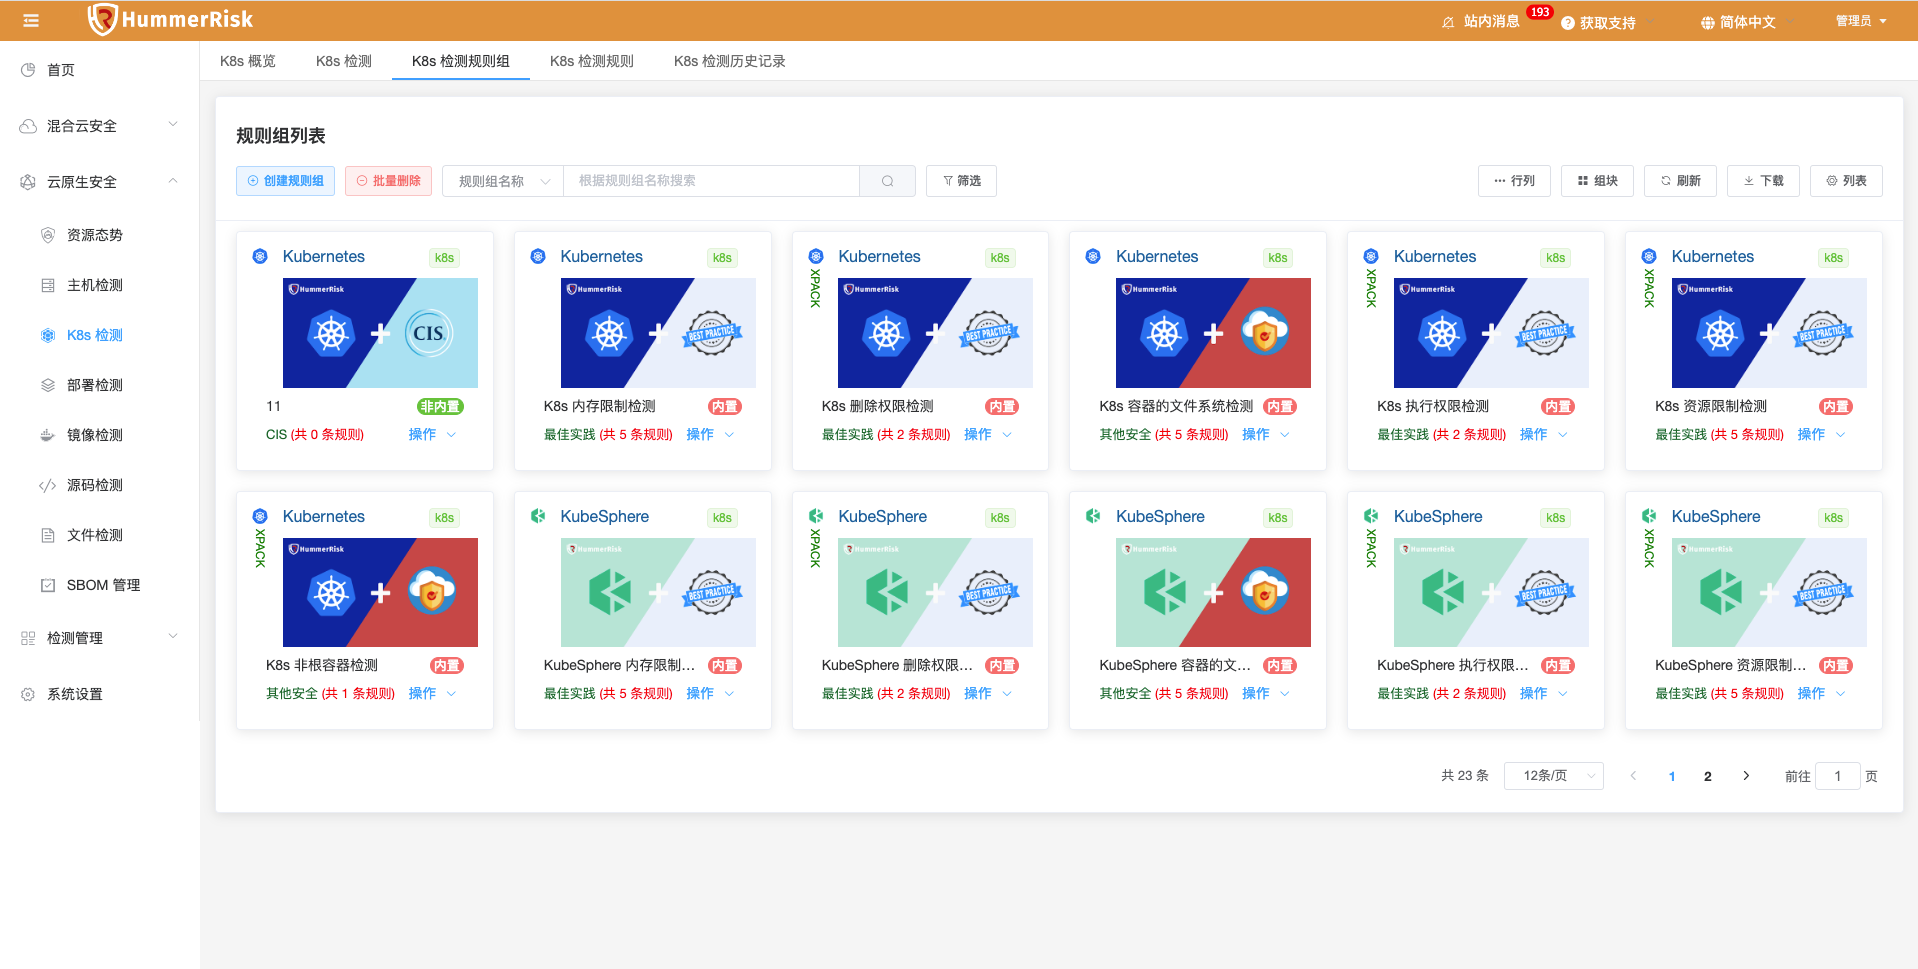 HummerRisk
站内消息 193 获取支持 简体中文 管理员
首页
混合云安全
云原生安全
资源态势
主机检测
K8s 检测
部署检测
镜像检测
源码检测
文件检测
SBOM 管理
检测管理
系统设置
K8s 概览 K8s 检测 K8s 检测规则组 K8s 检测规则 K8s 检测历史记录
规则组列表
创建规则组 批量删除 规则组名称 根据规则组名称搜索 筛选 行列 组块 刷新 下载 列表
Kubernetes k8s
HummerRisk
CIS
11 非内置
CIS (共 0 条规则) 操作
Kubernetes k8s
HummerRisk
BEST PRACTICE
K8s 内存限制检测 内置
最佳实践 (共 5 条规则) 操作
Kubernetes k8s
XPACK
HummerRisk
BEST PRACTICE
K8s 删除权限检测 内置
最佳实践 (共 2 条规则) 操作
Kubernetes k8s
HummerRisk
K8s 容器的文件系统检测 内置
其他安全 (共 5 条规则) 操作
Kubernetes k8s
XPACK
HummerRisk
BEST PRACTICE
K8s 执行权限检测 内置
最佳实践 (共 2 条规则) 操作
Kubernetes k8s
XPACK
HummerRisk
BEST PRACTICE
K8s 资源限制检测 内置
最佳实践 (共 5 条规则) 操作
Kubernetes k8s
XPACK
HummerRisk
K8s 非根容器检测 内置
其他安全 (共 1 条规则) 操作
KubeSphere k8s
HummerRisk
BEST PRACTICE
KubeSphere 内存限制... 内置
最佳实践 (共 5 条规则) 操作
KubeSphere k8s
XPACK
HummerRisk
BEST PRACTICE
KubeSphere 删除权限... 内置
最佳实践 (共 2 条规则) 操作
KubeSphere k8s
HummerRisk
KubeSphere 容器的文... 内置
其他安全 (共 5 条规则) 操作
KubeSphere k8s
XPACK
HummerRisk
BEST PRACTICE
KubeSphere 执行权限... 内置
最佳实践 (共 2 条规则) 操作
KubeSphere k8s
XPACK
HummerRisk
BEST PRACTICE
KubeSphere 资源限制... 内置
最佳实践 (共 5 条规则) 操作
共 23 条 12条/页 1 2 前往 1 页